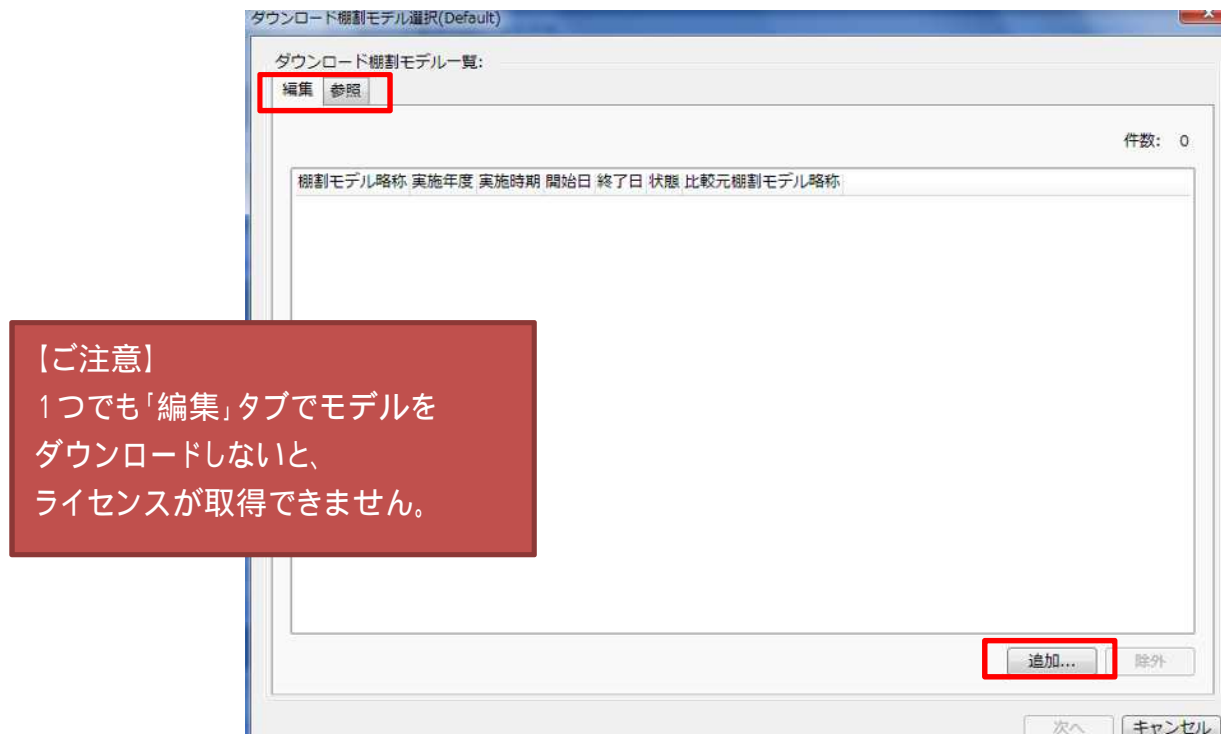 ダウンロード棚割モデル選択(Default)
ダウンロード棚割モデル一覧:
編集 参照
件数: 0
棚割モデル略称 実施年度 実施時期 開始日 終了日 状態 比較元棚割モデル略称
【ご注意】
1つでも「編集」タブでモデルを
ダウンロードしないと、
ライセンスが取得できません。
追加... 除外
次へ キャンセル